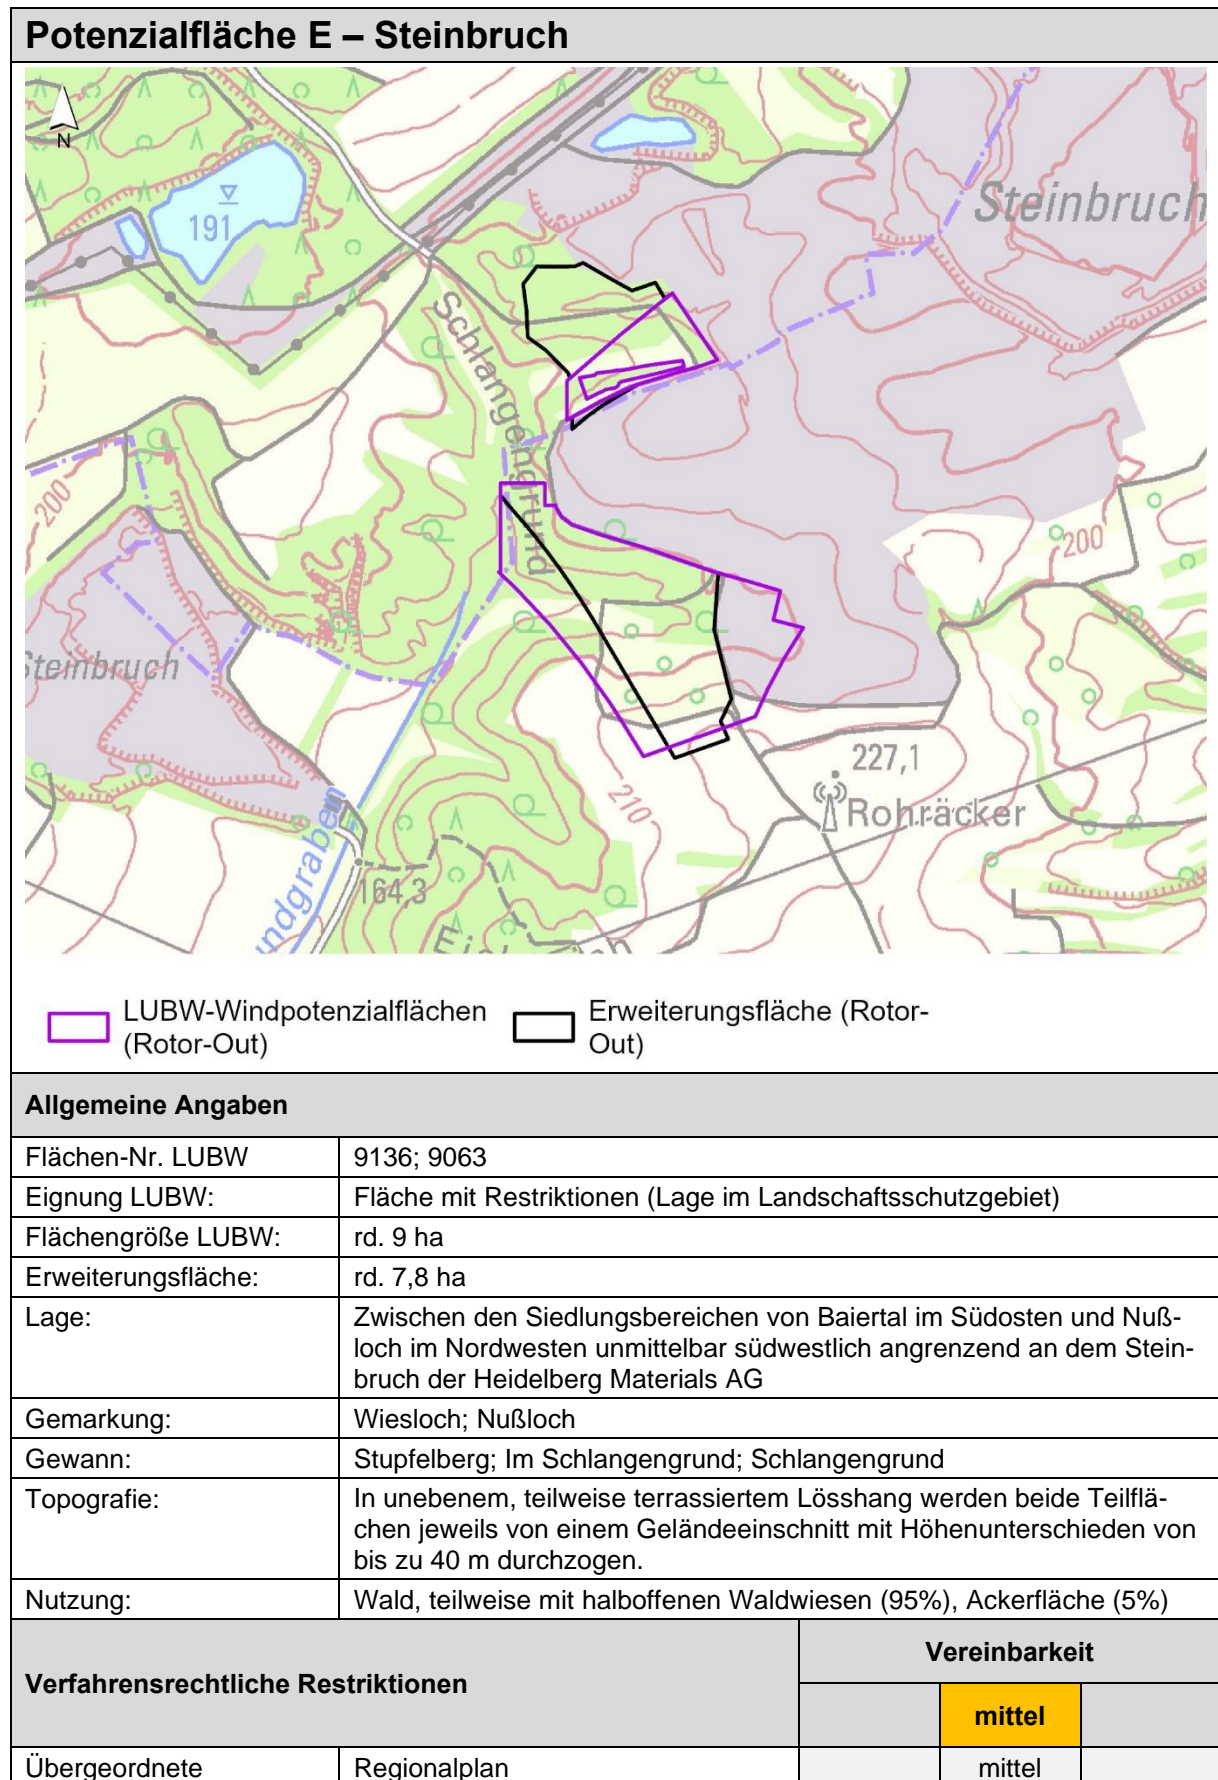 Potenzialfläche E – Steinbruch
N
191
Steinbruch
Schlangengrund
200
200
Steinbruch
227,1
Rohräcker
210
164,3
ndgraben
LUBW-Windpotenzialflächen
(Rotor-Out)
Erweiterungsfläche (Rotor-
Out)
Allgemeine Angaben
Flächen-Nr. LUBW 9136; 9063
Eignung LUBW: Fläche mit Restriktionen (Lage im Landschaftsschutzgebiet)
Flächengröße LUBW: rd. 9 ha
Erweiterungsfläche: rd. 7,8 ha
Lage: Zwischen den Siedlungsbereichen von Baiertal im Südosten und Nuß-
loch im Nordwesten unmittelbar südwestlich angrenzend an dem Stein-
bruch der Heidelberg Materials AG
Gemarkung: Wiesloch; Nußloch
Gewann: Stupfelberg; Im Schlangengrund; Schlangengrund
Topografie: In unebenem, teilweise terrassiertem Lösshang werden beide Teilflä-
chen jeweils von einem Geländeeinschnitt mit Höhenunterschieden von
bis zu 40 m durchzogen.
Nutzung: Wald, teilweise mit halboffenen Waldwiesen (95%), Ackerfläche (5%)
Verfahrensrechtliche Restriktionen
Vereinbarkeit
mittel
Übergeordnete Regionalplan mittel